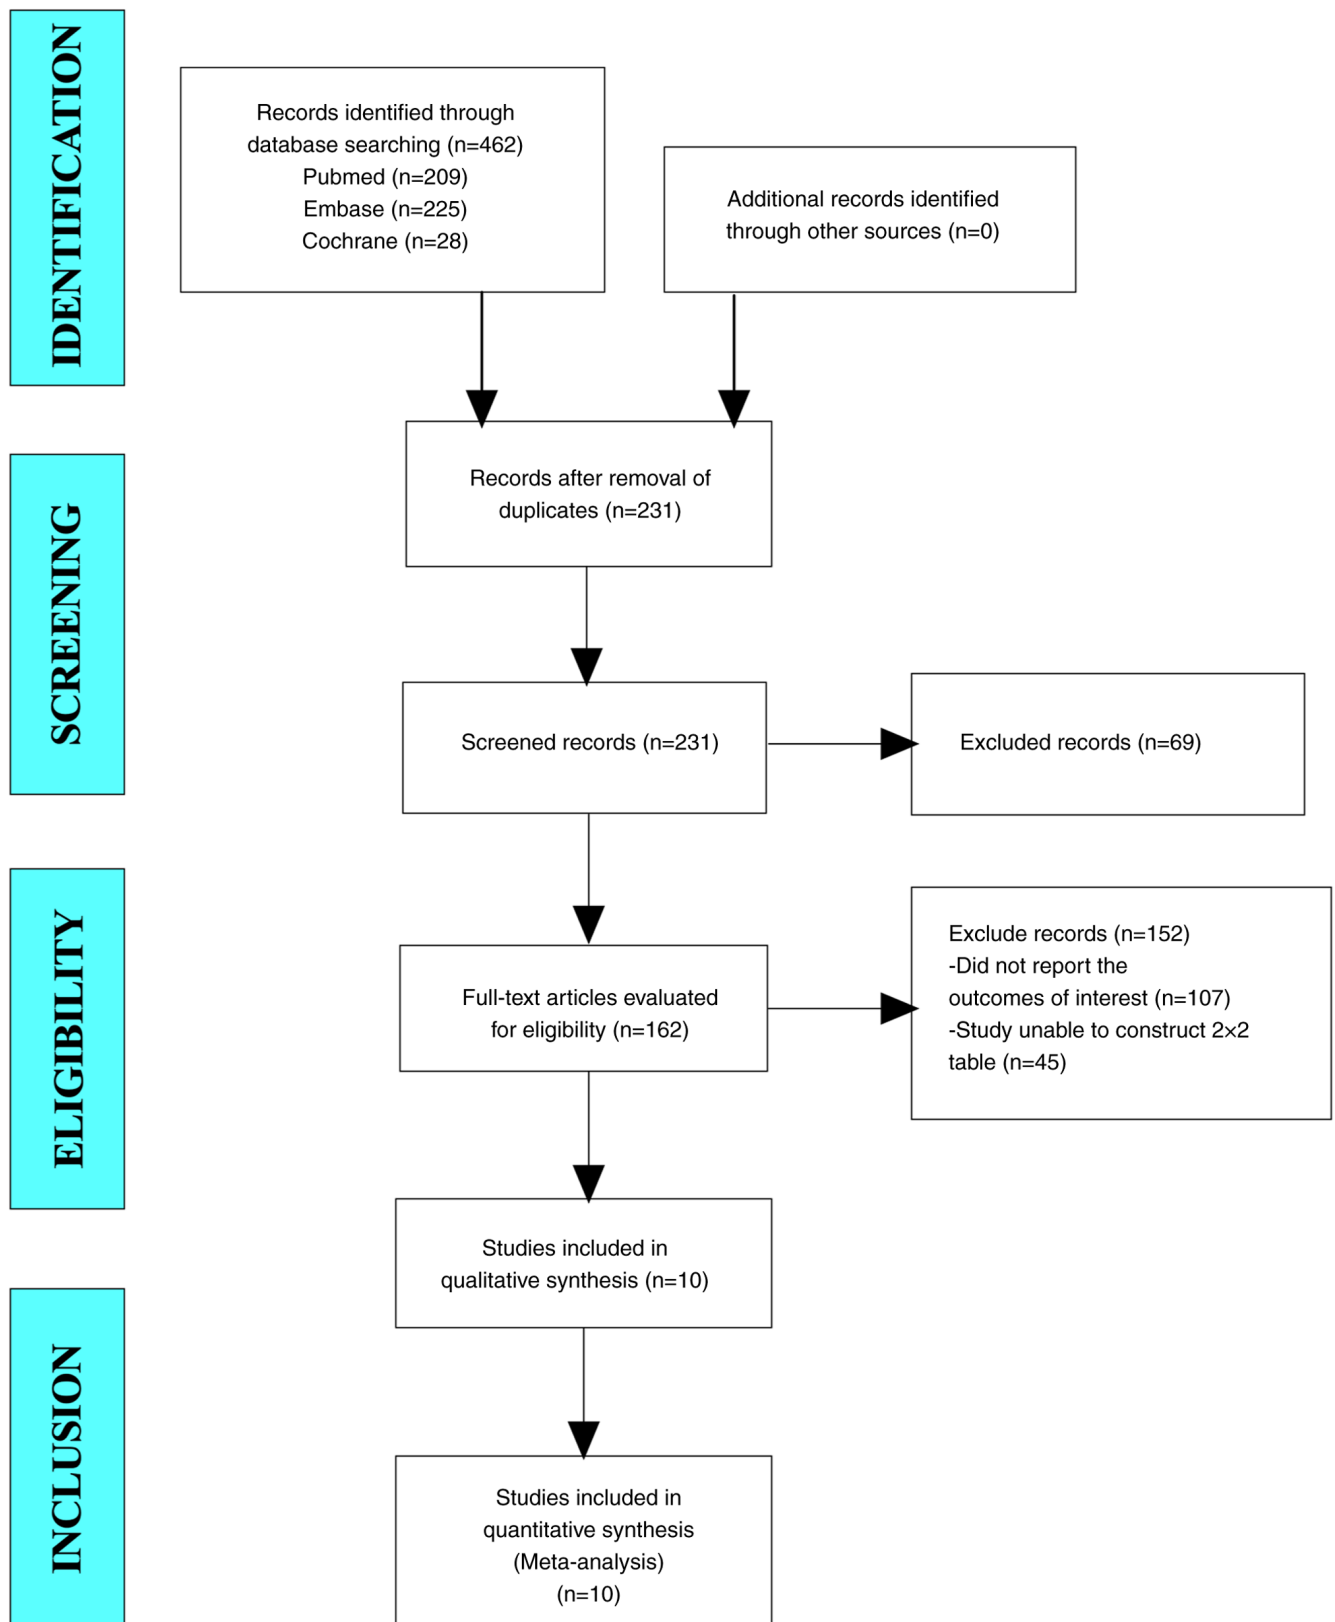 IDENTIFICATION
Records identified through
database searching (n=462)
Pubmed (n=209)
Embase (n=225)
Cochrane (n=28)
Additional records identified
through other sources (n=0)
SCREENING
Records after removal of
duplicates (n=231)
Screened records (n=231)
Excluded records (n=69)
ELIGIBILITY
Full-text articles evaluated
for eligibility (n=162)
Exclude records (n=152)
-Did not report the
outcomes of interest (n=107)
-Study unable to construct 2×2
table (n=45)
Studies included in
qualitative synthesis (n=10)
INCLUSION
Studies included in
quantitative synthesis
(Meta-analysis)
(n=10)